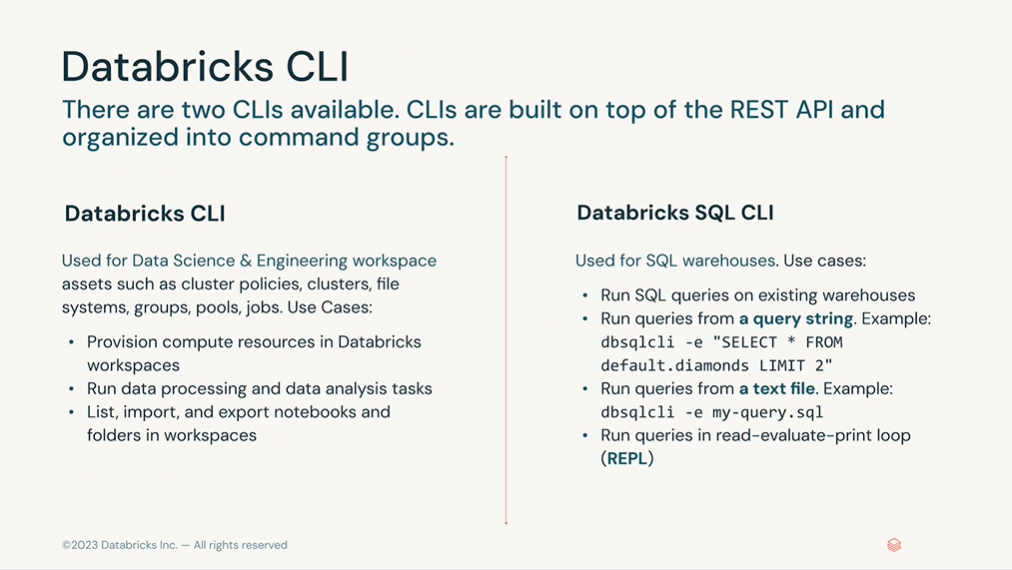 Databricks CLI
There are two CLIs available. CLIs are built on top of the REST API and
organized into command groups.
Databricks CLI
Used for Data Science & Engineering workspace
assets such as cluster policies, clusters, file
systems, groups, pools, jobs. Use Cases:
• Provision compute resources in Databricks
workspaces
• Run data processing and data analysis tasks
• List, import, and export notebooks and
folders in workspaces
Databricks SQL CLI
Used for SQL warehouses. Use cases:
• Run SQL queries on existing warehouses
• Run queries from a query string. Example:
dbsqlcli -e "SELECT * FROM
default.diamonds LIMIT 2"
• Run queries from a text file. Example:
dbsqlcli -e my-query.sql
• Run queries in read-evaluate-print loop
(REPL)
©2023 Databricks Inc. — All rights reserved